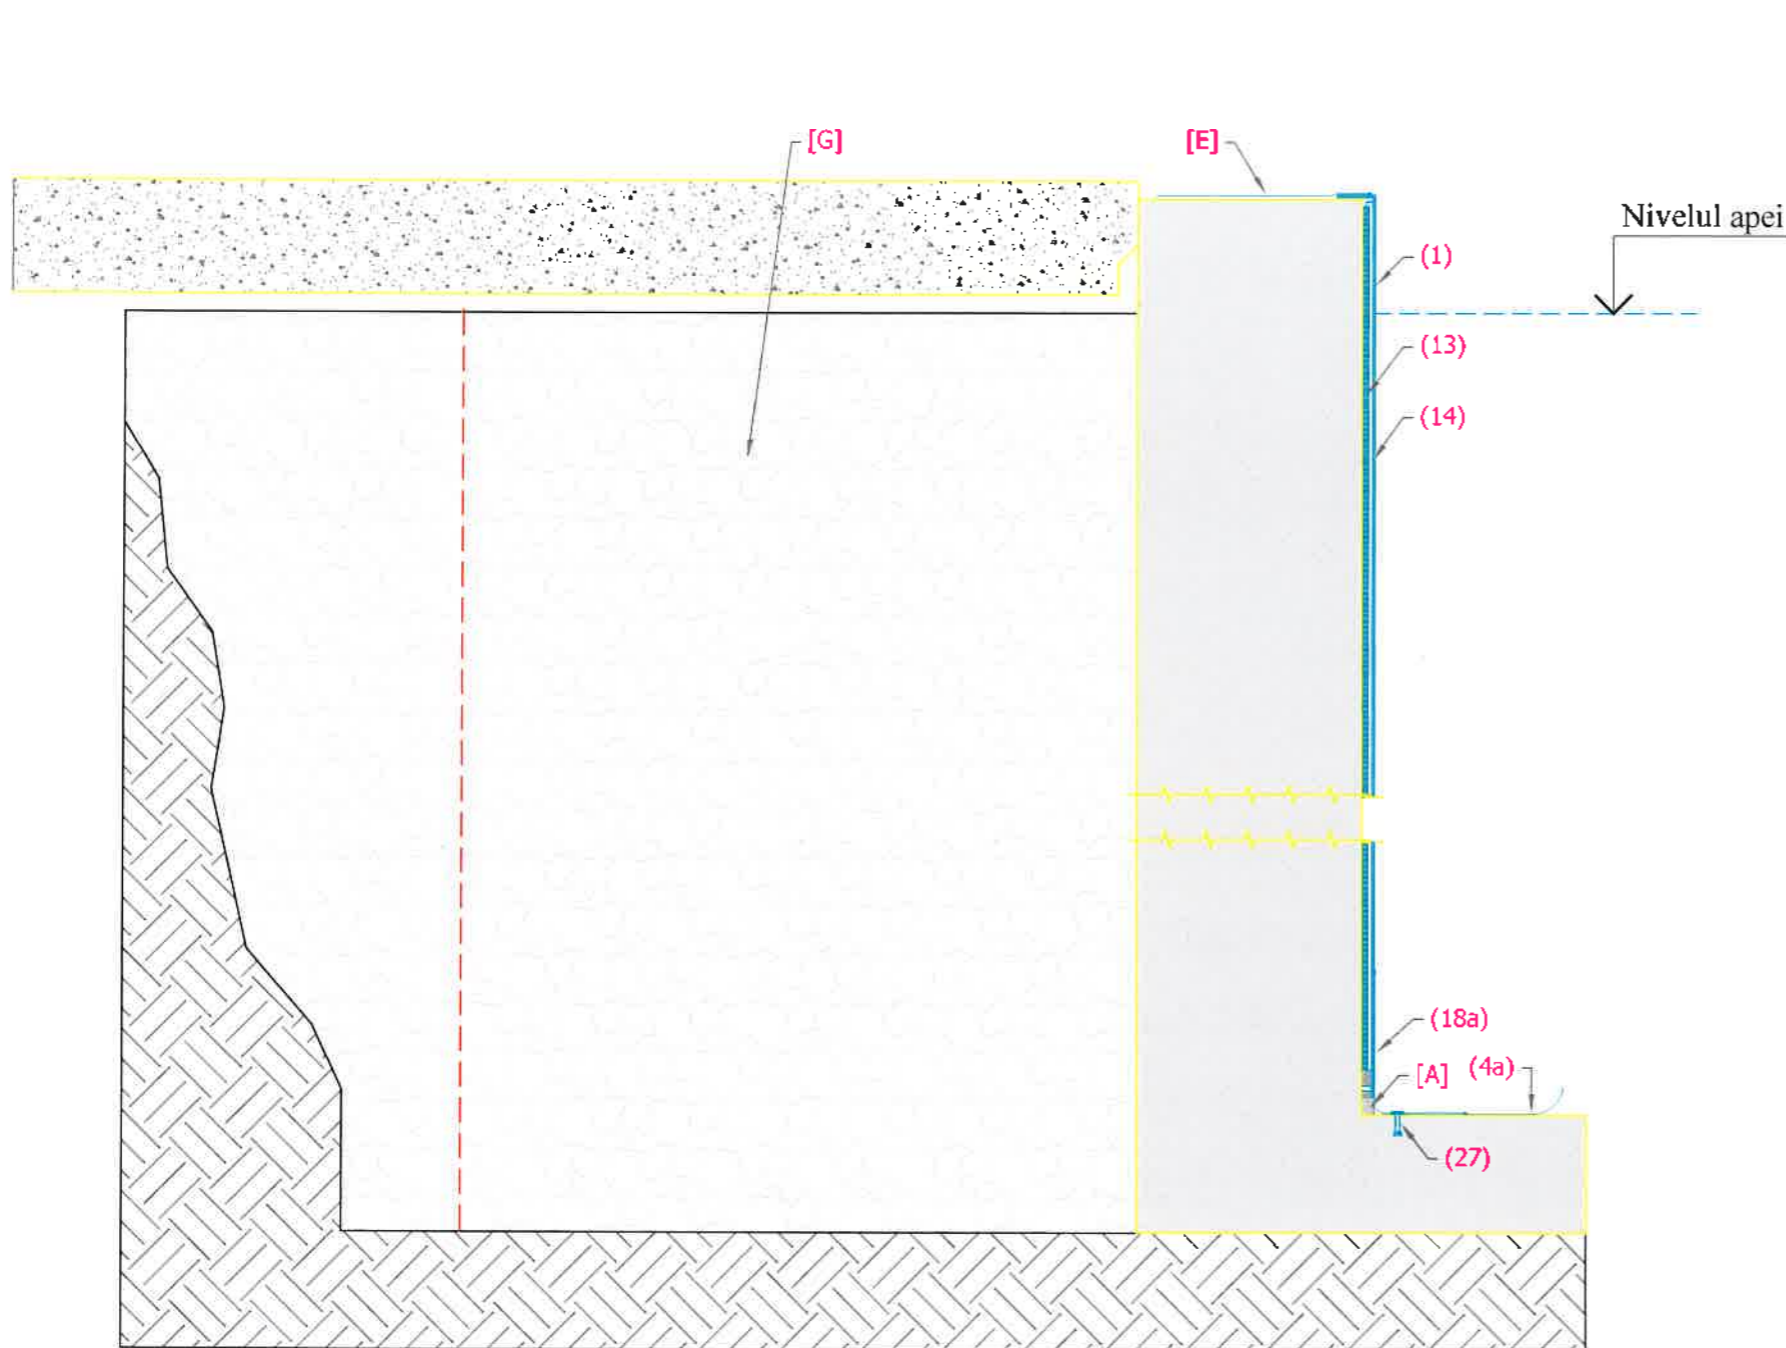 [G]
[E]
Nivelul apei
(1)
(13)
(14)
(18a)
[A]
(4a)
(27)